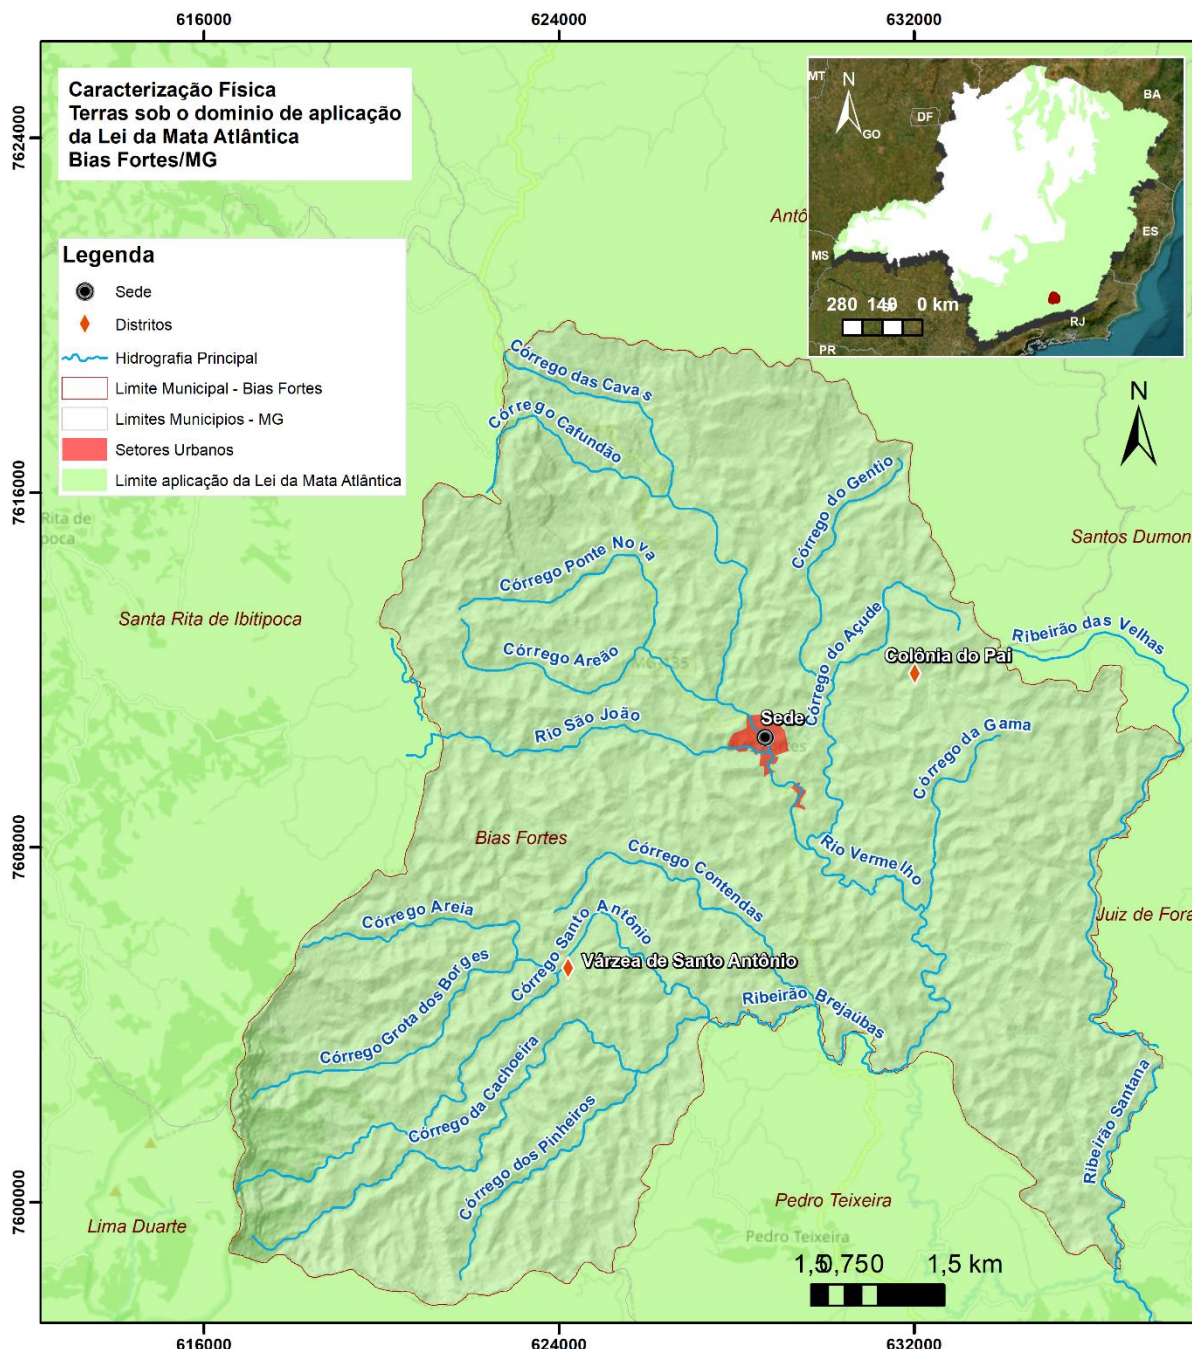 616000
624000
632000
7624000
7616000
7608000
7600000
Caracterização Física
Terras sob o dominio de aplicação
da Lei da Mata Atlântica
Bias Fortes/MG
Legenda
Sede
Distritos
Hidrografia Principal
Limite Municipal - Bias Fortes
Limites Municipios - MG
Setores Urbanos
Limite aplicação da Lei da Mata Atlântica
MT
N
DF
GO
BA
MS
ES
280 140 0 km
RJ
PR
N
Antô
Córrego das Cavas
Córrego Cafundão
Córrego do Gentio
Rita de
poca
Santos Dumon
Córrego Ponte Nova
Santa Rita de Ibitipoca
Córrego do Açude
Ribeirão das Velhas
Córrego Areão
Colônia do Pai
Rio São João
Sede
Córrego da Gama
Bias Fortes
Córrego Contendas
Rio Vermelho
Córrego Areia
Córrego Santo Antônio
Juiz de Fora
Córrego Grota dos Borges
Várzea de Santo Antônio
Ribeirão Brejaúbas
Córrego da Cachoeira
Ribeirão Santana
Córrego dos Pinheiros
Pedro Teixeira
Lima Duarte
Pedro Teixeira
1,5 0,75 0 1,5 km
616000
624000
632000